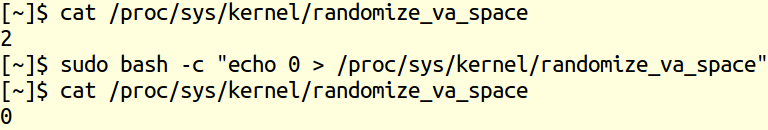 [~]$ cat /proc/sys/kernel/randomize_va_space
2
[~]$ sudo bash -c "echo 0 > /proc/sys/kernel/randomize_va_space"
[~]$ cat /proc/sys/kernel/randomize_va_space
0